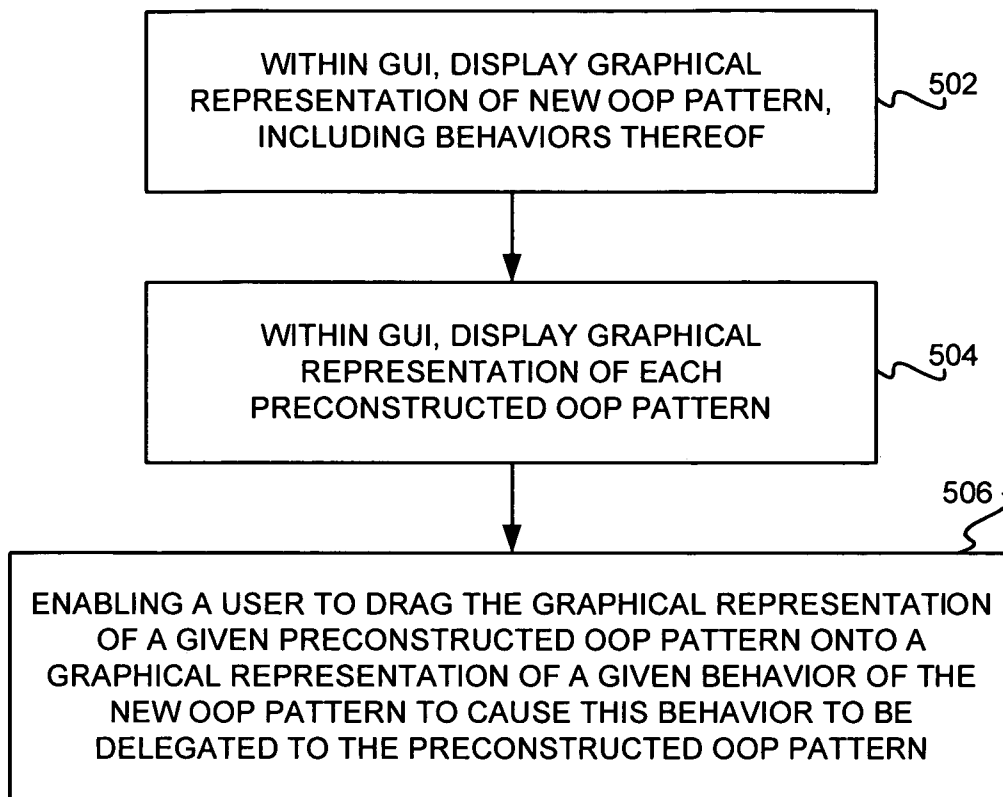 WITHIN GUI, DISPLAY GRAPHICAL
REPRESENTATION OF NEW OOP PATTERN,
INCLUDING BEHAVIORS THEREOF
502
WITHIN GUI, DISPLAY GRAPHICAL
REPRESENTATION OF EACH
PRECONSTRUCTED OOP PATTERN
504
506
ENABLING A USER TO DRAG THE GRAPHICAL REPRESENTATION
OF A GIVEN PRECONSTRUCTED OOP PATTERN ONTO A
GRAPHICAL REPRESENTATION OF A GIVEN BEHAVIOR OF THE
NEW OOP PATTERN TO CAUSE THIS BEHAVIOR TO BE
DELEGATED TO THE PRECONSTRUCTED OOP PATTERN